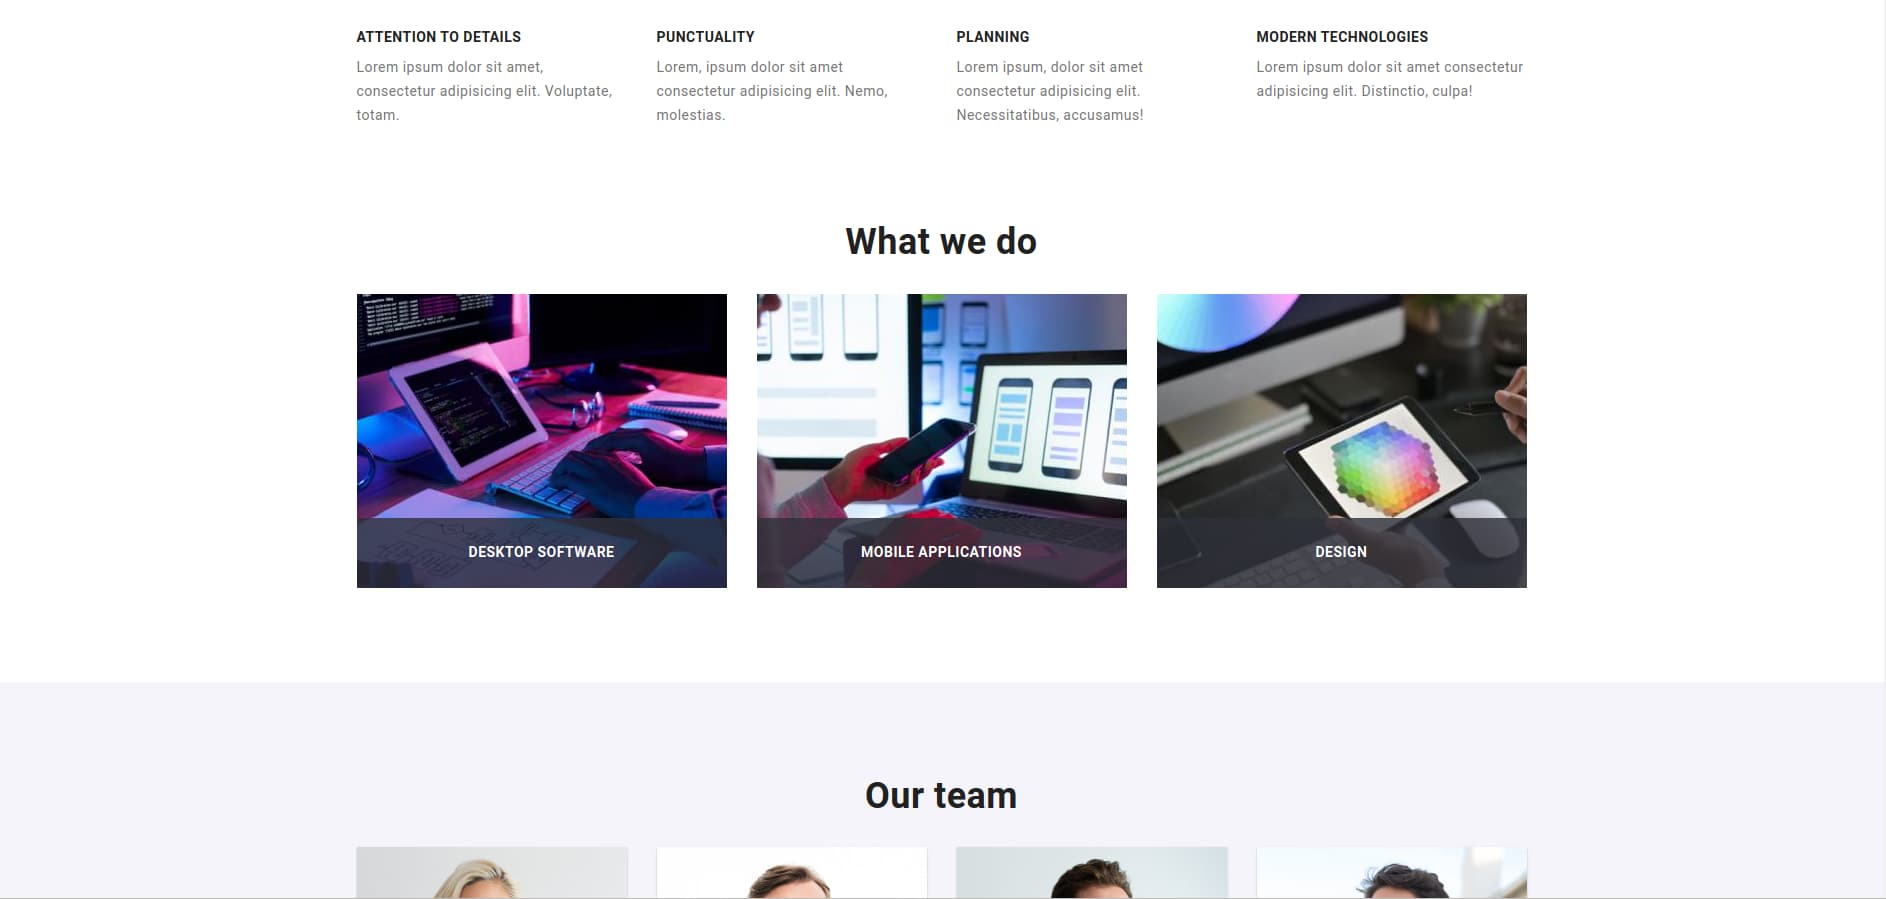 ATTENTION TO DETAILS
Lorem ipsum dolor sit amet,
consectetur adipisicing elit. Voluptate,
totam.
PUNCTUALITY
Lorem, ipsum dolor sit amet
consectetur adipisicing elit. Nemo,
molestias.
PLANNING
Lorem ipsum, dolor sit amet
consectetur adipisicing elit.
Necessitatibus, accusamus!
MODERN TECHNOLOGIES
Lorem ipsum dolor sit amet consectetur
adipisicing elit. Distinctio, culpa!
What we do
DESKTOP SOFTWARE
MOBILE APPLICATIONS
DESIGN
Our team